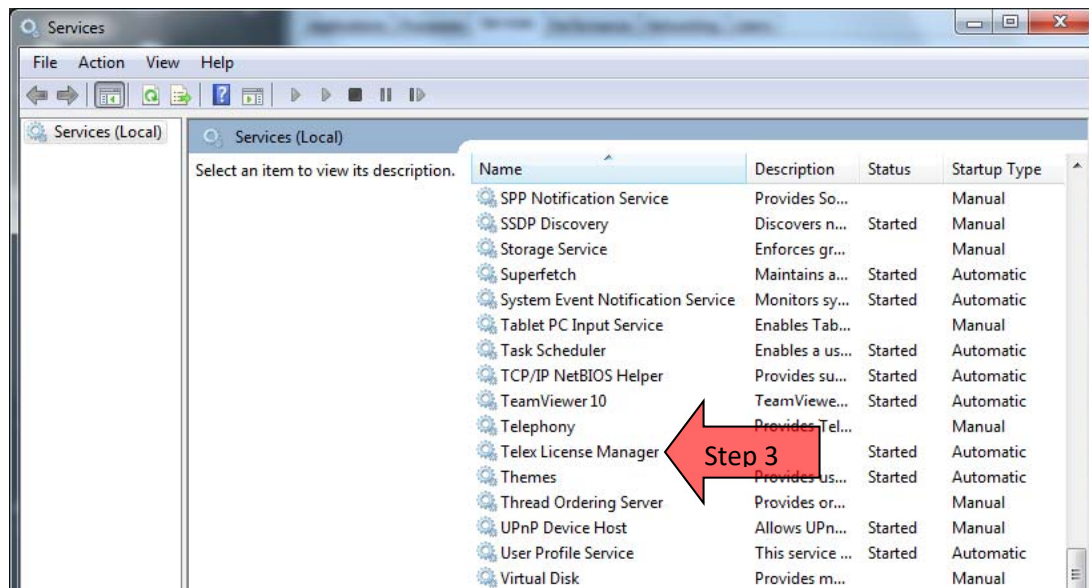 Services
File Action View Help
Services (Local)
Services (Local)
Select an item to view its description.
Name Description Status Startup Type
SPP Notification Service Provides So... Manual
SSDP Discovery Discovers n... Started Manual
Storage Service Enforces gr... Manual
Superfetch Maintains a... Started Automatic
System Event Notification Service Monitors sy... Started Automatic
Tablet PC Input Service Enables Tab... Manual
Task Scheduler Enables a us... Started Automatic
TCP/IP NetBIOS Helper Provides su... Started Automatic
TeamViewer 10 TeamViewe... Started Automatic
Telephony Provides Tel... Manual
Telex License Manager Step 3 Started Automatic
Themes Provides us... Started Automatic
Thread Ordering Server Provides or... Manual
UPnP Device Host Allows UPn... Started Manual
User Profile Service This service ... Started Automatic
Virtual Disk Provides m... Manual